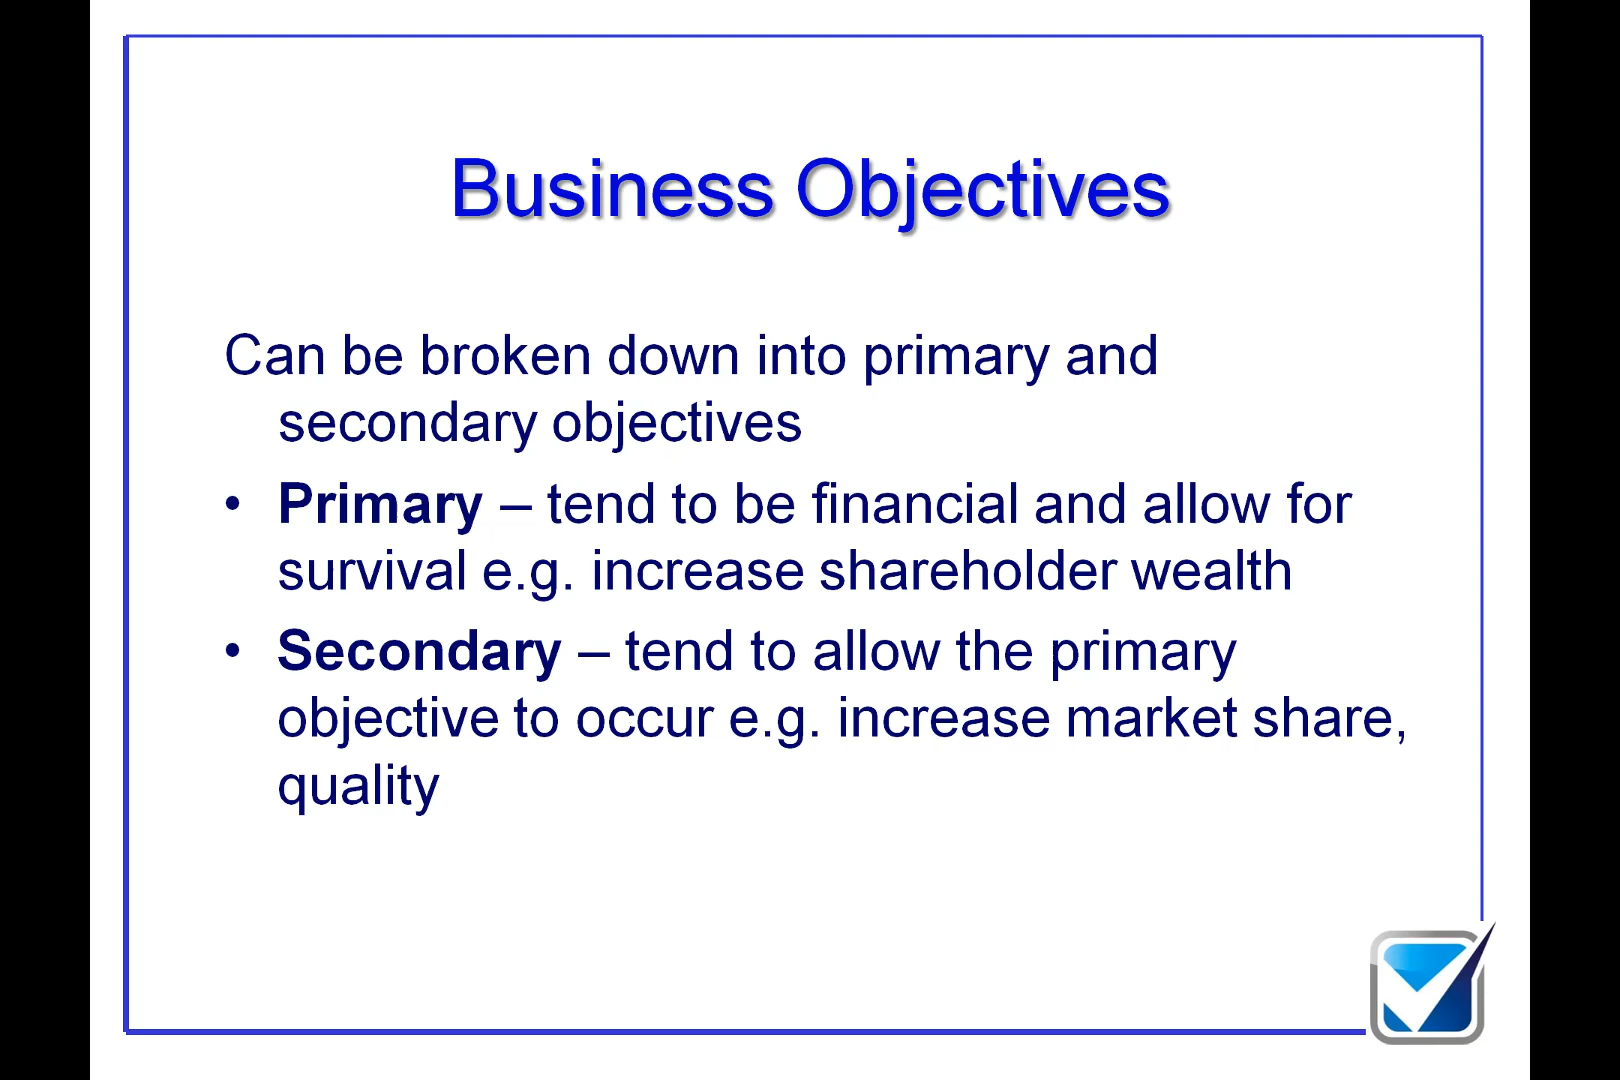 Business Objectives
Can be broken down into primary and
secondary objectives
• Primary – tend to be financial and allow for
survival e.g. increase shareholder wealth
• Secondary – tend to allow the primary
objective to occur e.g. increase market share,
quality